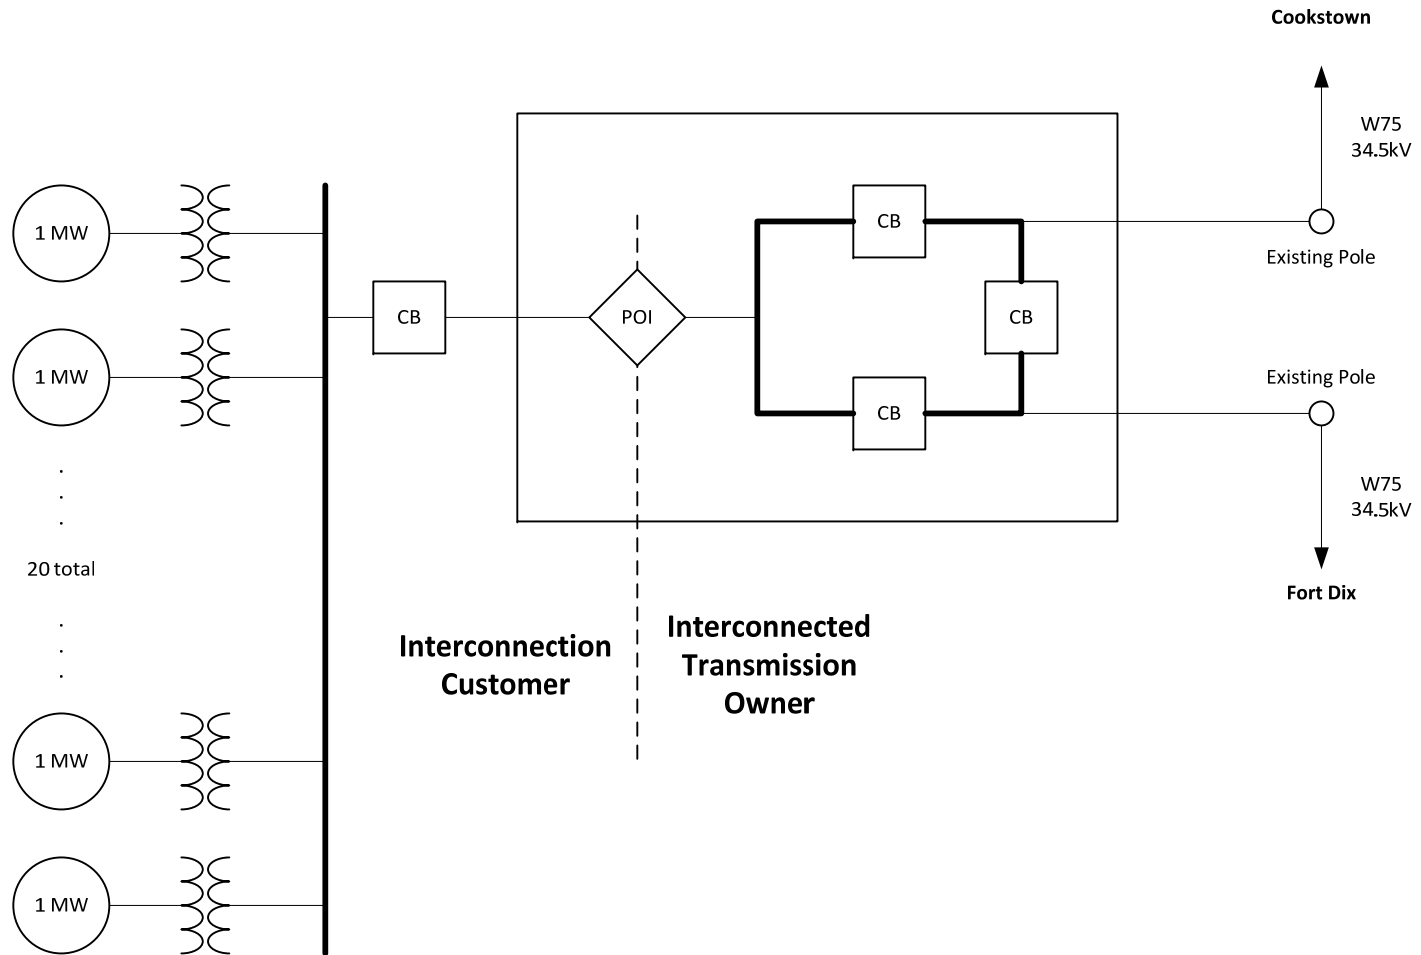 Cookstown
W75
34.5kV
CB
1 MW
Existing Pole
CB
POI
CB
1 MW
Existing Pole
CB
W75
34.5kV
20 total
Fort Dix
Interconnection
Customer
Interconnected
Transmission
Owner
1 MW
1 MW